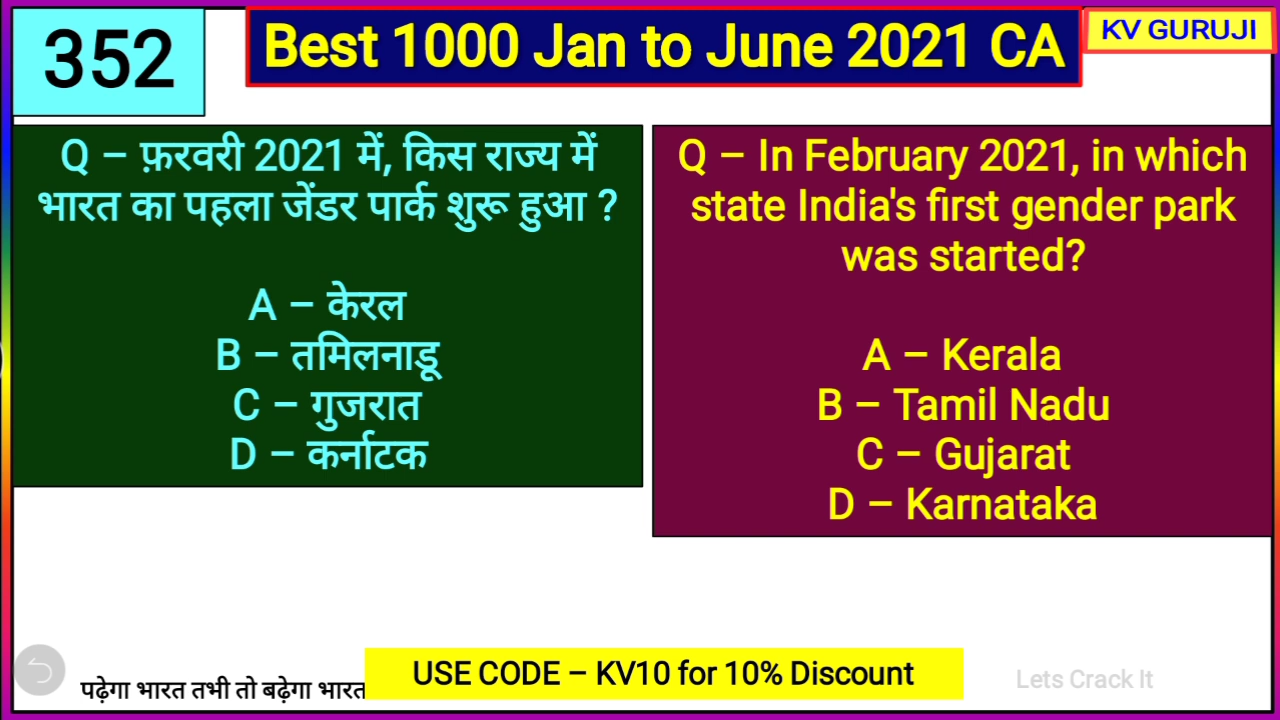 352
Best 1000 Jan to June 2021 CA
KV GURUJI
Q – फ़रवरी 2021 में, किस राज्य में
भारत का पहला जेंडर पार्क शुरू हुआ ?
A – केरल
B – तमिलनाडू
C – गुजरात
D – कर्नाटक
Q – In February 2021, in which
state India's first gender park
was started?
A – Kerala
B – Tamil Nadu
C – Gujarat
D – Karnataka
पढ़ेगा भारत तभी तो बढ़ेगा भारत
USE CODE – KV10 for 10% Discount
Lets Crack It